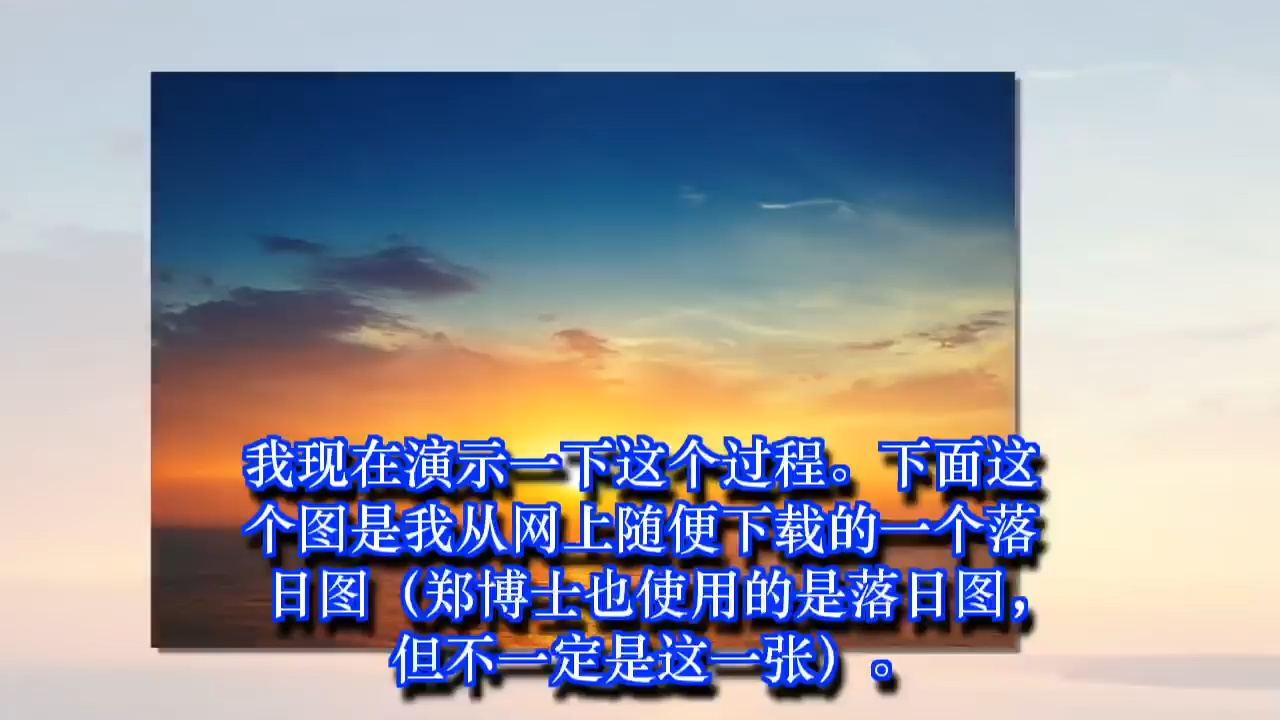 我现在演示一下这个过程。下面这
个图是我从网上随便下载的一个落
日图（郑博士也使用的是落日图，
但不一定是这一张）。